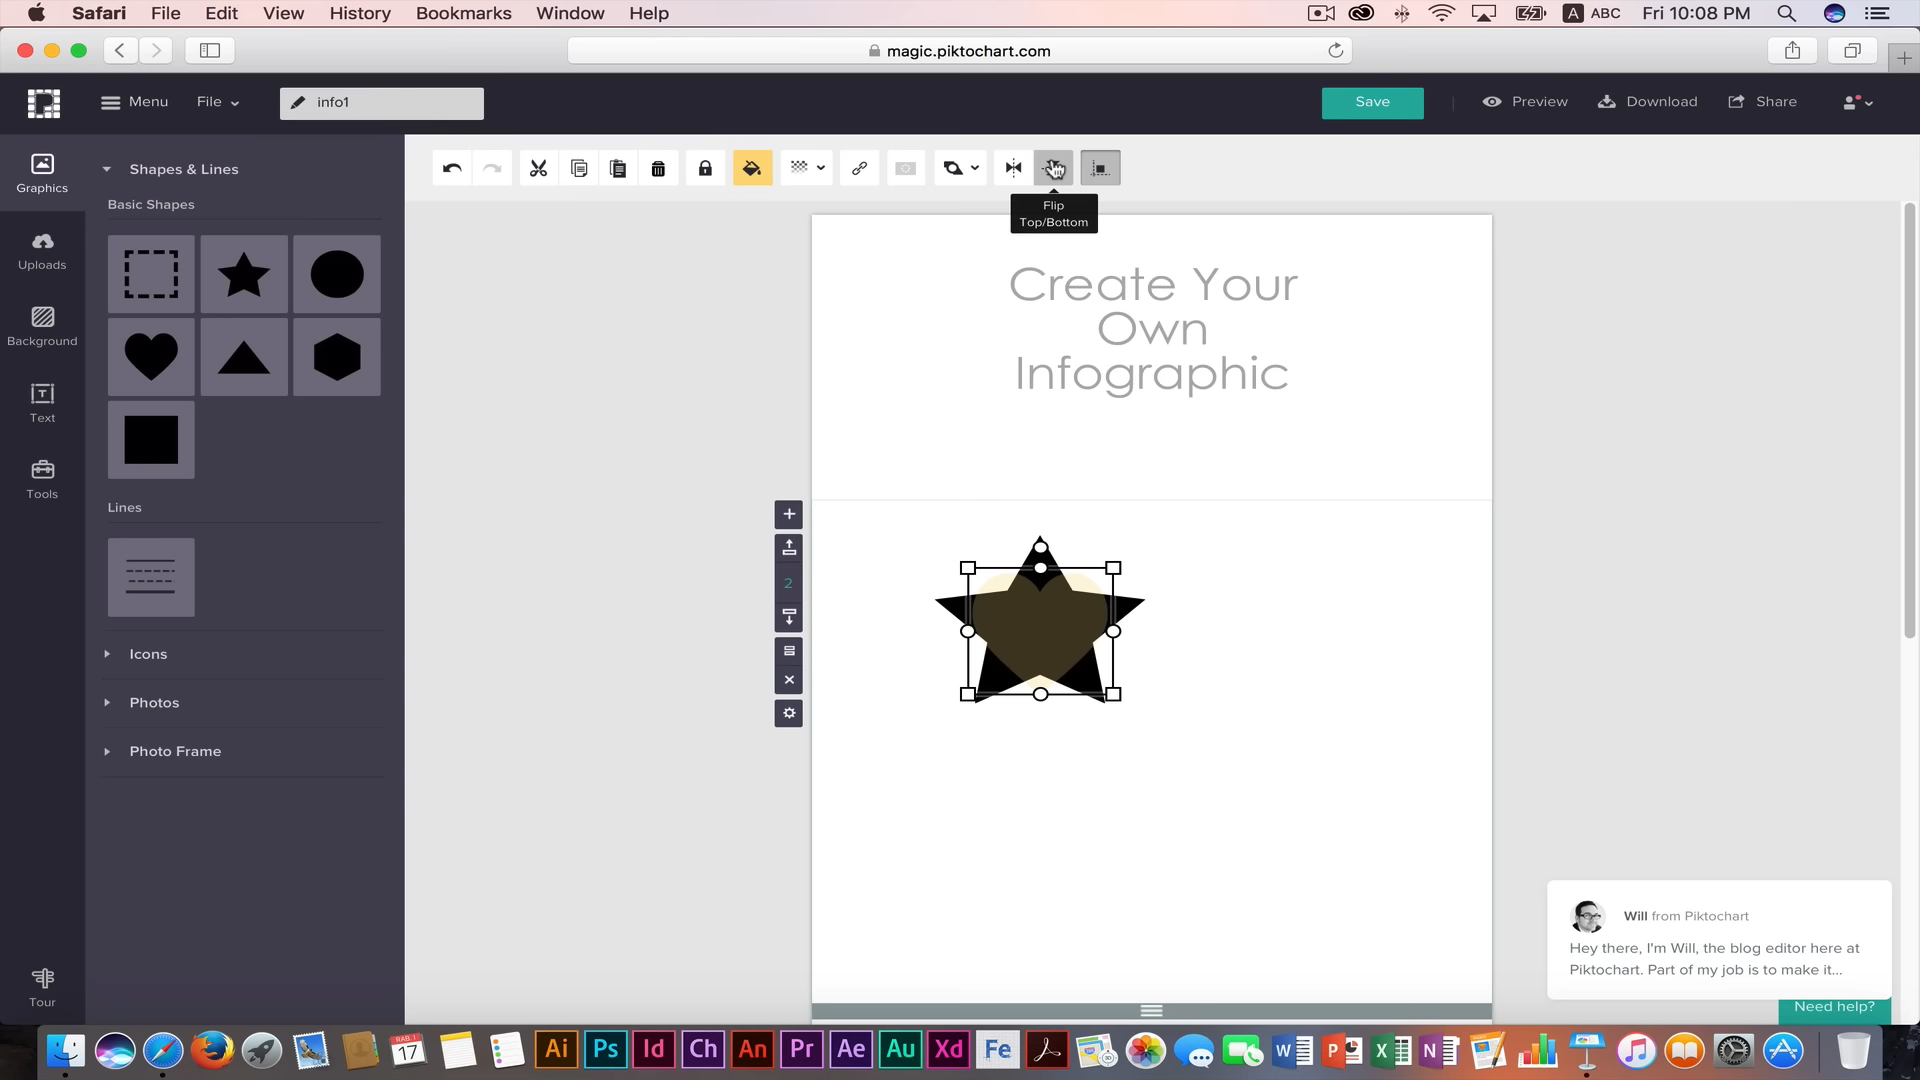 Safari File Edit View History Bookmarks Window Help
A ABC Fri 10:08 PM
magic.piktochart.com
Menu File info1 Save Preview Download Share
Graphics
Uploads
Background
Text
Tools
Tour
Shapes & Lines
Basic Shapes
Lines
Icons
Photos
Photo Frame
Flip
Top/Bottom
Create Your
Own
Infographic
2
Will from Piktochart
Hey there, I'm Will, the blog editor here at
Piktochart. Part of my job is to make it...
Need help?
RAB. I
17
Ai Ps Id Ch An Pr Ae Au Xd Fe W P X N